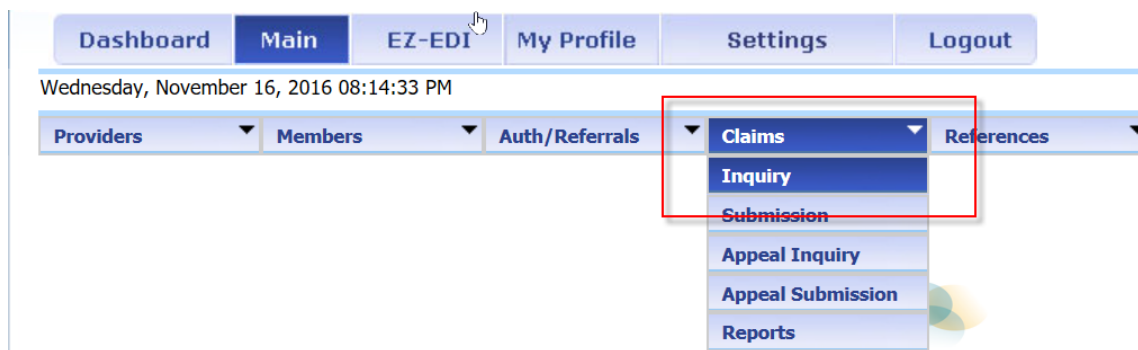 Dashboard Main EZ-EDI My Profile Settings Logout
Wednesday, November 16, 2016 08:14:33 PM
Providers Members Auth/Referrals Claims References
Inquiry
Submission
Appeal Inquiry
Appeal Submission
Reports